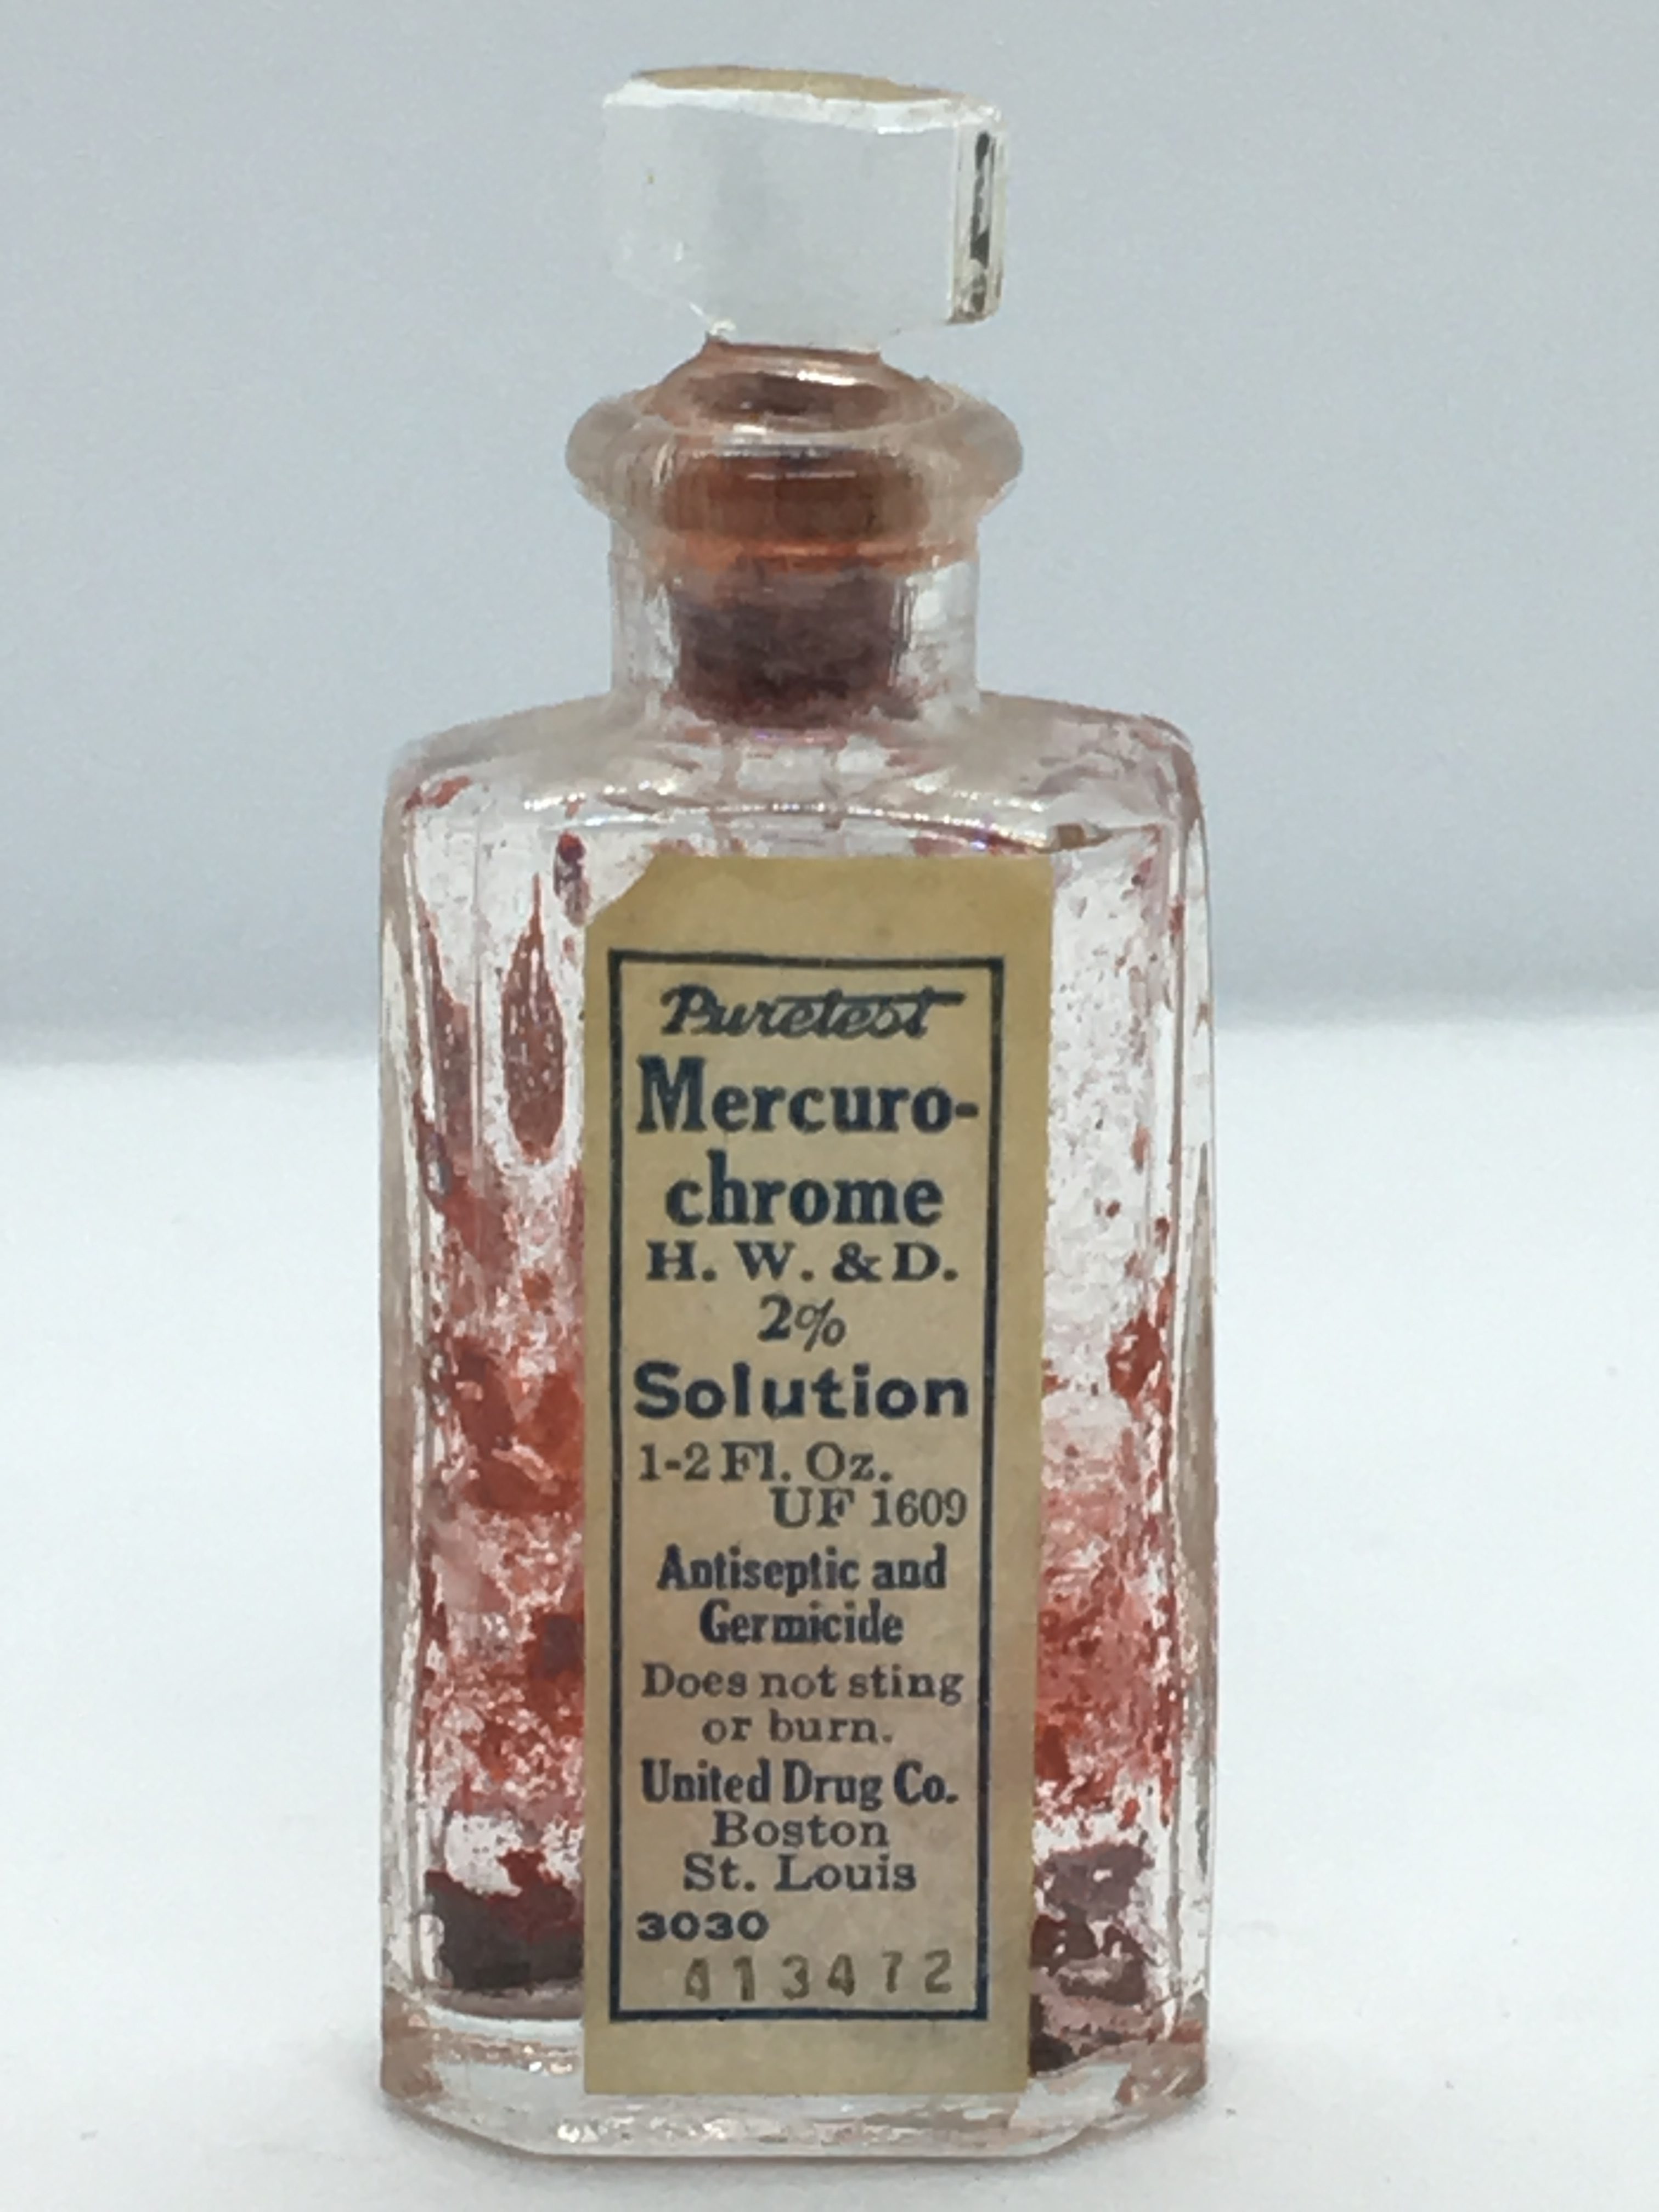 Puretest
Mercuro-
chrome
H. W. & D.
2%
Solution
1-2 Fl. Oz.
UF 1609
Antiseptic and
Germicide
Does not sting
or burn.
United Drug Co.
Boston
St. Louis
3030
413472